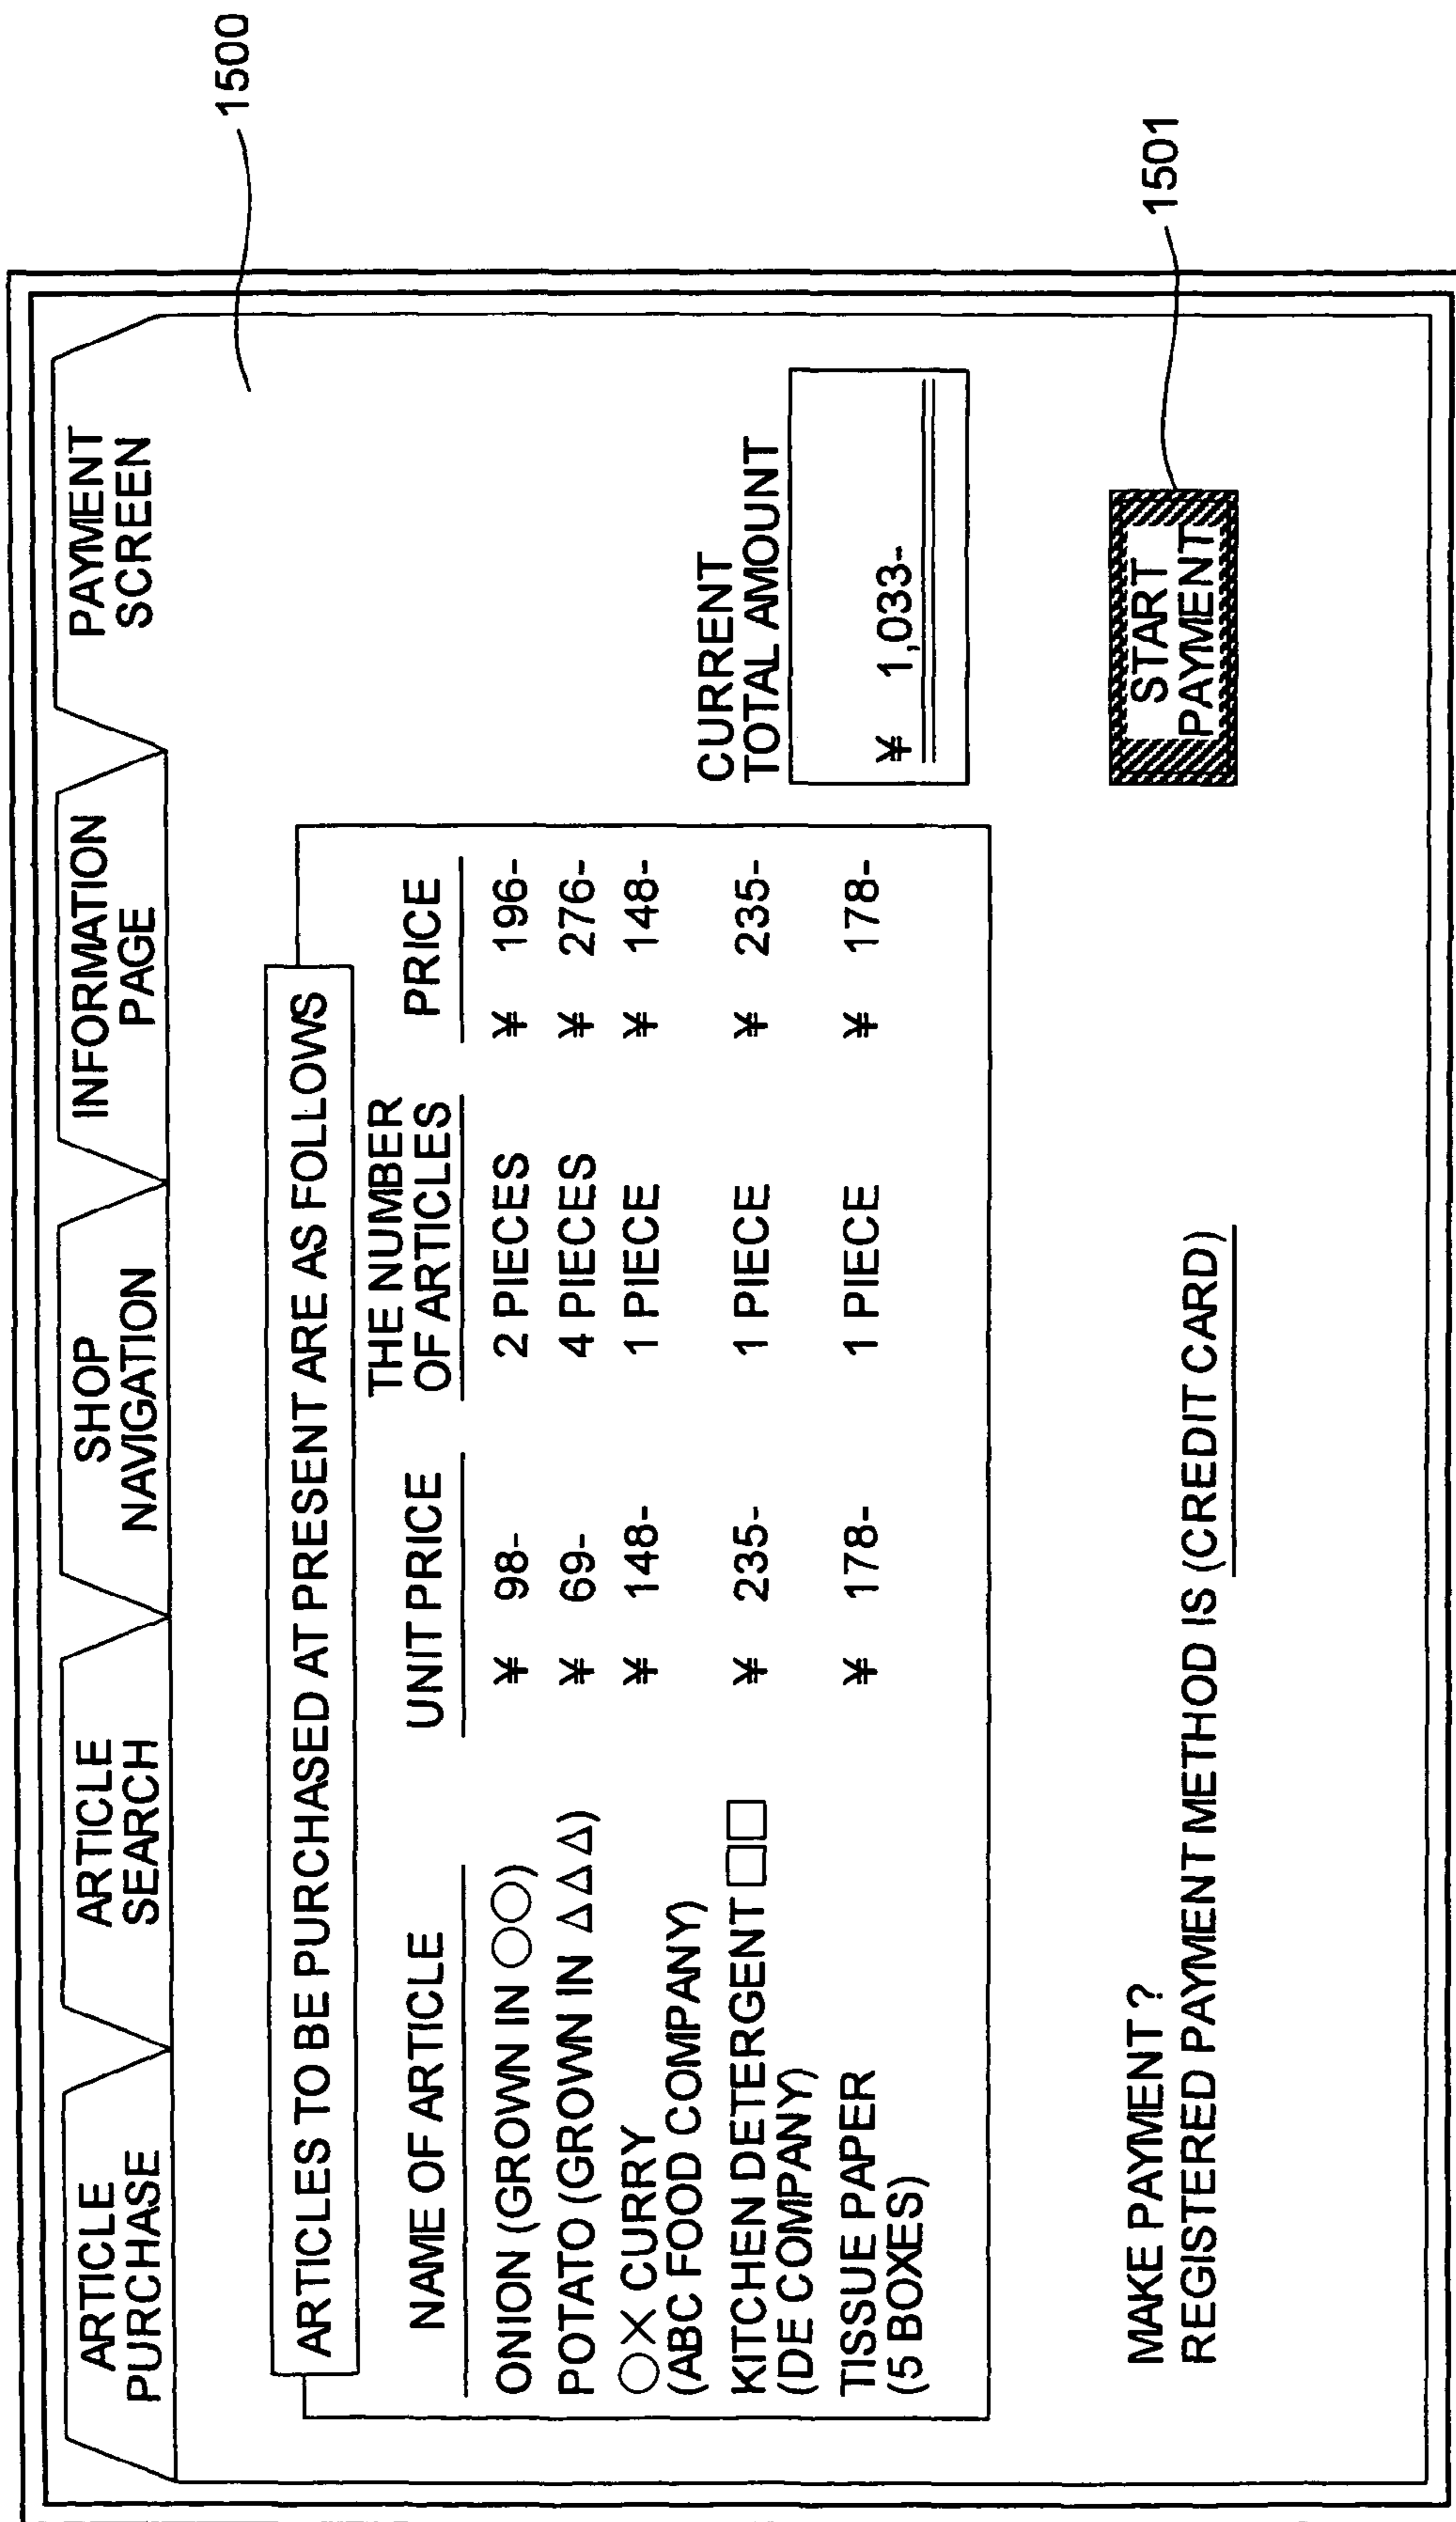 1500
ARTICLE
PURCHASE
ARTICLE
SEARCH
SHOP
NAVIGATION
INFORMATION
PAGE
PAYMENT
SCREEN
ARTICLES TO BE PURCHASED AT PRESENT ARE AS FOLLOWS
NAME OF ARTICLE
UNIT PRICE
THE NUMBER
OF ARTICLES
PRICE
ONION (GROWN IN ○○) ¥ 98- 2 PIECES ¥ 196-
POTATO (GROWN IN △△△) ¥ 69- 4 PIECES ¥ 276-
○× CURRY ¥ 148- 1 PIECE ¥ 148-
(ABC FOOD COMPANY)
KITCHEN DETERGENT □□ ¥ 235- 1 PIECE ¥ 235-
(DE COMPANY)
TISSUE PAPER ¥ 178- 1 PIECE ¥ 178-
(5 BOXES)
CURRENT
TOTAL AMOUNT
¥ 1,033-
MAKE PAYMENT?
REGISTERED PAYMENT METHOD IS (CREDIT CARD)
START
PAYMENT
1501